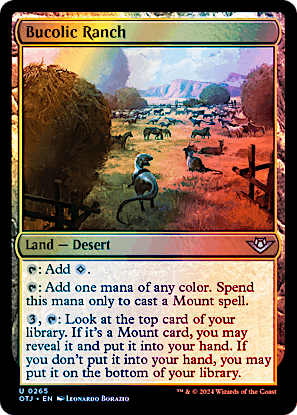 Bucolic Ranch
Land — Desert
: Add .
: Add one mana of any color. Spend
this mana only to cast a Mount spell.
3, : Look at the top card of your
library. If it's a Mount card, you may
reveal it and put it into your hand. If
you don't put it into your hand, you may
put it on the bottom of your library.
U 0265
OTJ • EN Leonardo Borazio
™ & © 2024 Wizards of the Coast